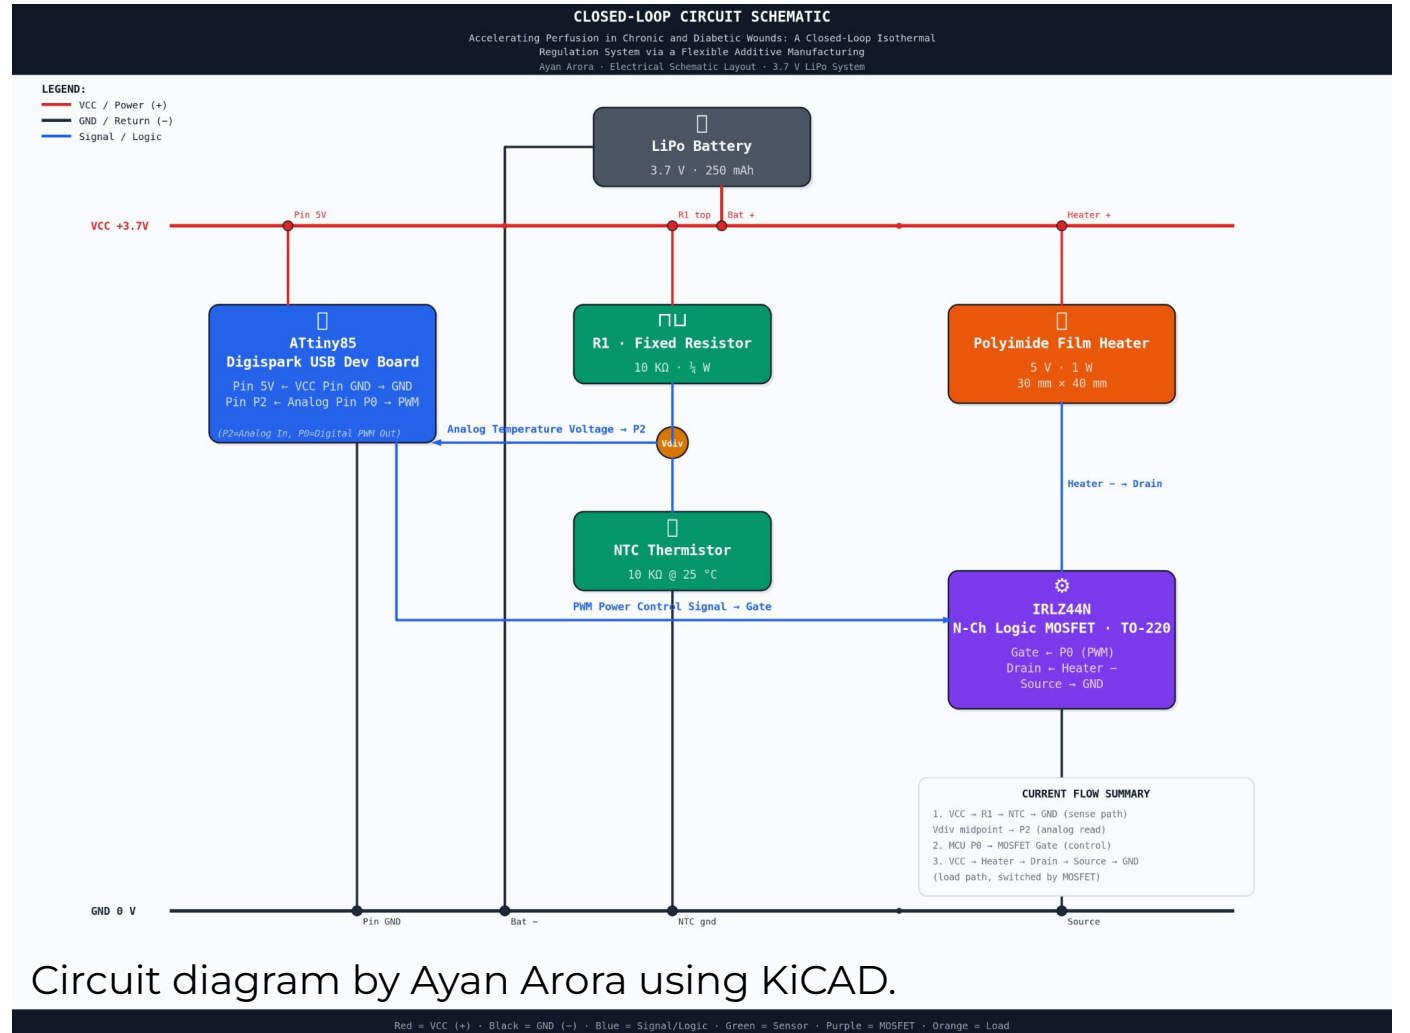 CLOSED-LOOP CIRCUIT SCHEMATIC
Accelerating Perfusion in Chronic and Diabetic Wounds: A Closed-Loop Isothermal
Regulation System via a Flexible Additive Manufacturing
Ayan Arora · Electrical Schematic Layout · 3.7 V LiPo System
LEGEND:
VCC / Power (+)
GND / Return (−)
Signal / Logic
LiPo Battery
3.7 V · 250 mAh
VCC +3.7V
Pin 5V
R1 top
Bat +
Heater +
ATtiny85
Digispark USB Dev Board
Pin 5V ← VCC Pin GND → GND
Pin P2 ← Analog Pin P0 → PWM
(P2=Analog In, P0=Digital PWM Out)
R1 · Fixed Resistor
10 KΩ · ¼ W
Polyimide Film Heater
5 V · 1 W
30 mm × 40 mm
Analog Temperature Voltage → P2
Vdiv
Heater − → Drain
NTC Thermistor
10 KΩ @ 25 °C
PWM Power Control Signal → Gate
IRLZ44N
N-Ch Logic MOSFET · TO-220
Gate ← P0 (PWM)
Drain ← Heater −
Source → GND
CURRENT FLOW SUMMARY
1. VCC → R1 → NTC → GND (sense path)
Vdiv midpoint → P2 (analog read)
2. MCU P0 → MOSFET Gate (control)
3. VCC → Heater → Drain → Source → GND
(load path, switched by MOSFET)
GND 0 V
Pin GND
Bat −
NTC gnd
Source
Circuit diagram by Ayan Arora using KiCAD.
Red = VCC (+) · Black = GND (−) · Blue = Signal/Logic · Green = Sensor · Purple = MOSFET · Orange = Load